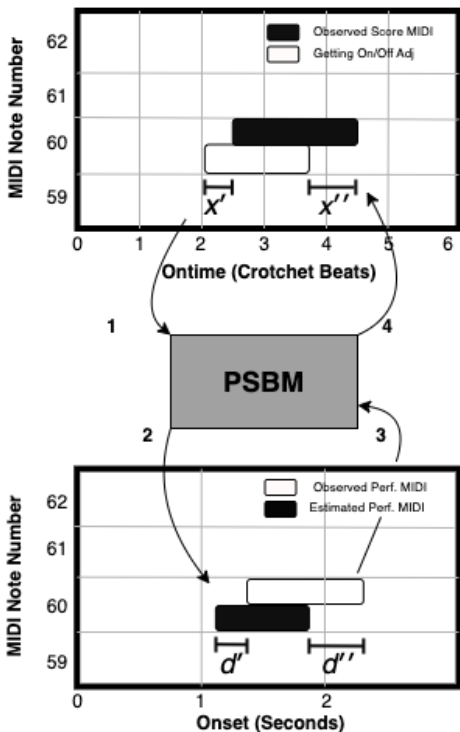 62
Observed Score MIDI
Getting On/Off Adj
61
MIDI Note Number
60
59
x' x''
0 1 2 3 4 5 6
Ontime (Crotchet Beats)
1 4
PSBM
2 3
62
Observed Perf. MIDI
Estimated Perf. MIDI
61
MIDI Note Number
60
59
d' d''
0 1 2
Onset (Seconds)